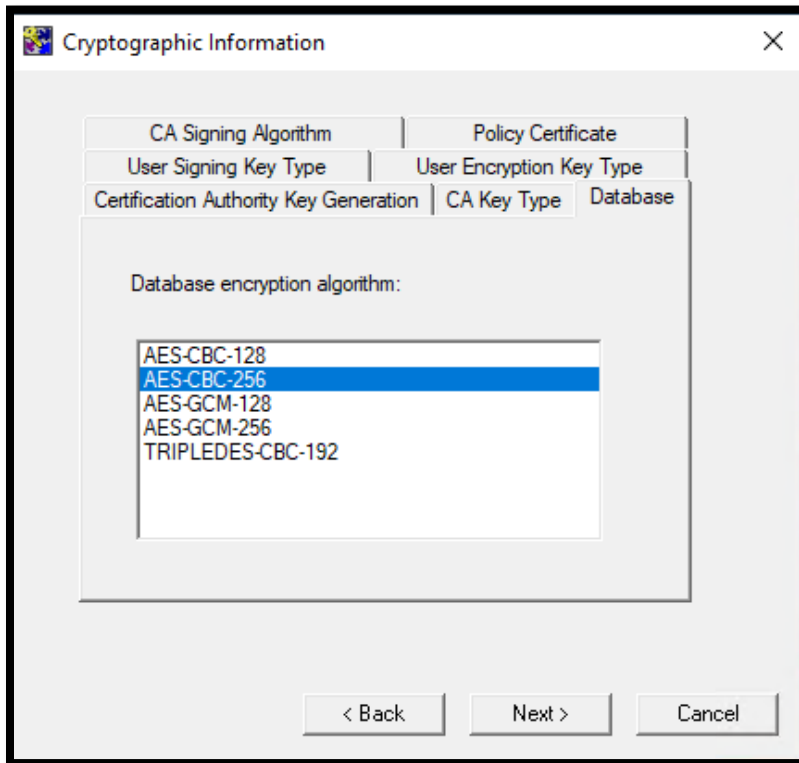 Cryptographic Information
CA Signing Algorithm Policy Certificate
User Signing Key Type User Encryption Key Type
Certification Authority Key Generation CA Key Type Database
Database encryption algorithm:
AES-CBC-128
AES-CBC-256
AES-GCM-128
AES-GCM-256
TRIPLEDES-CBC-192
< Back Next > Cancel